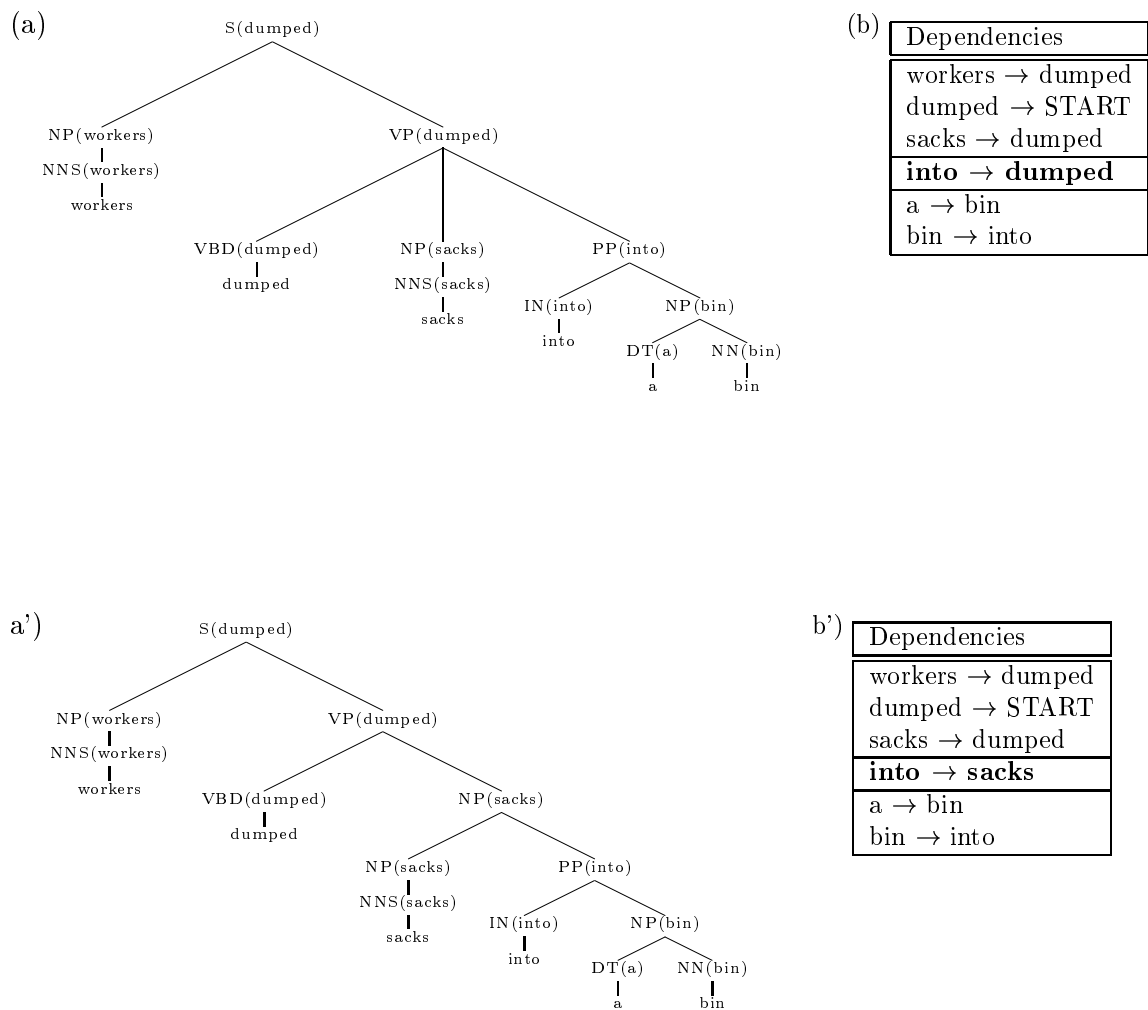 (a)
S(dumped)
NP(workers) VP(dumped)
NNS(workers)
workers
VBD(dumped) NP(sacks) PP(into)
dumped NNS(sacks)
sacks
IN(into) NP(bin)
into
DT(a) NN(bin)
a bin
(b)
Dependencies
workers → dumped
dumped → START
sacks → dumped
into → dumped
a → bin
bin → into
a')
S(dumped)
NP(workers) VP(dumped)
NNS(workers)
workers
VBD(dumped) NP(sacks)
dumped
NP(sacks) PP(into)
NNS(sacks)
sacks
IN(into) NP(bin)
into
DT(a) NN(bin)
a bin
b')
Dependencies
workers → dumped
dumped → START
sacks → dumped
into → sacks
a → bin
bin → into